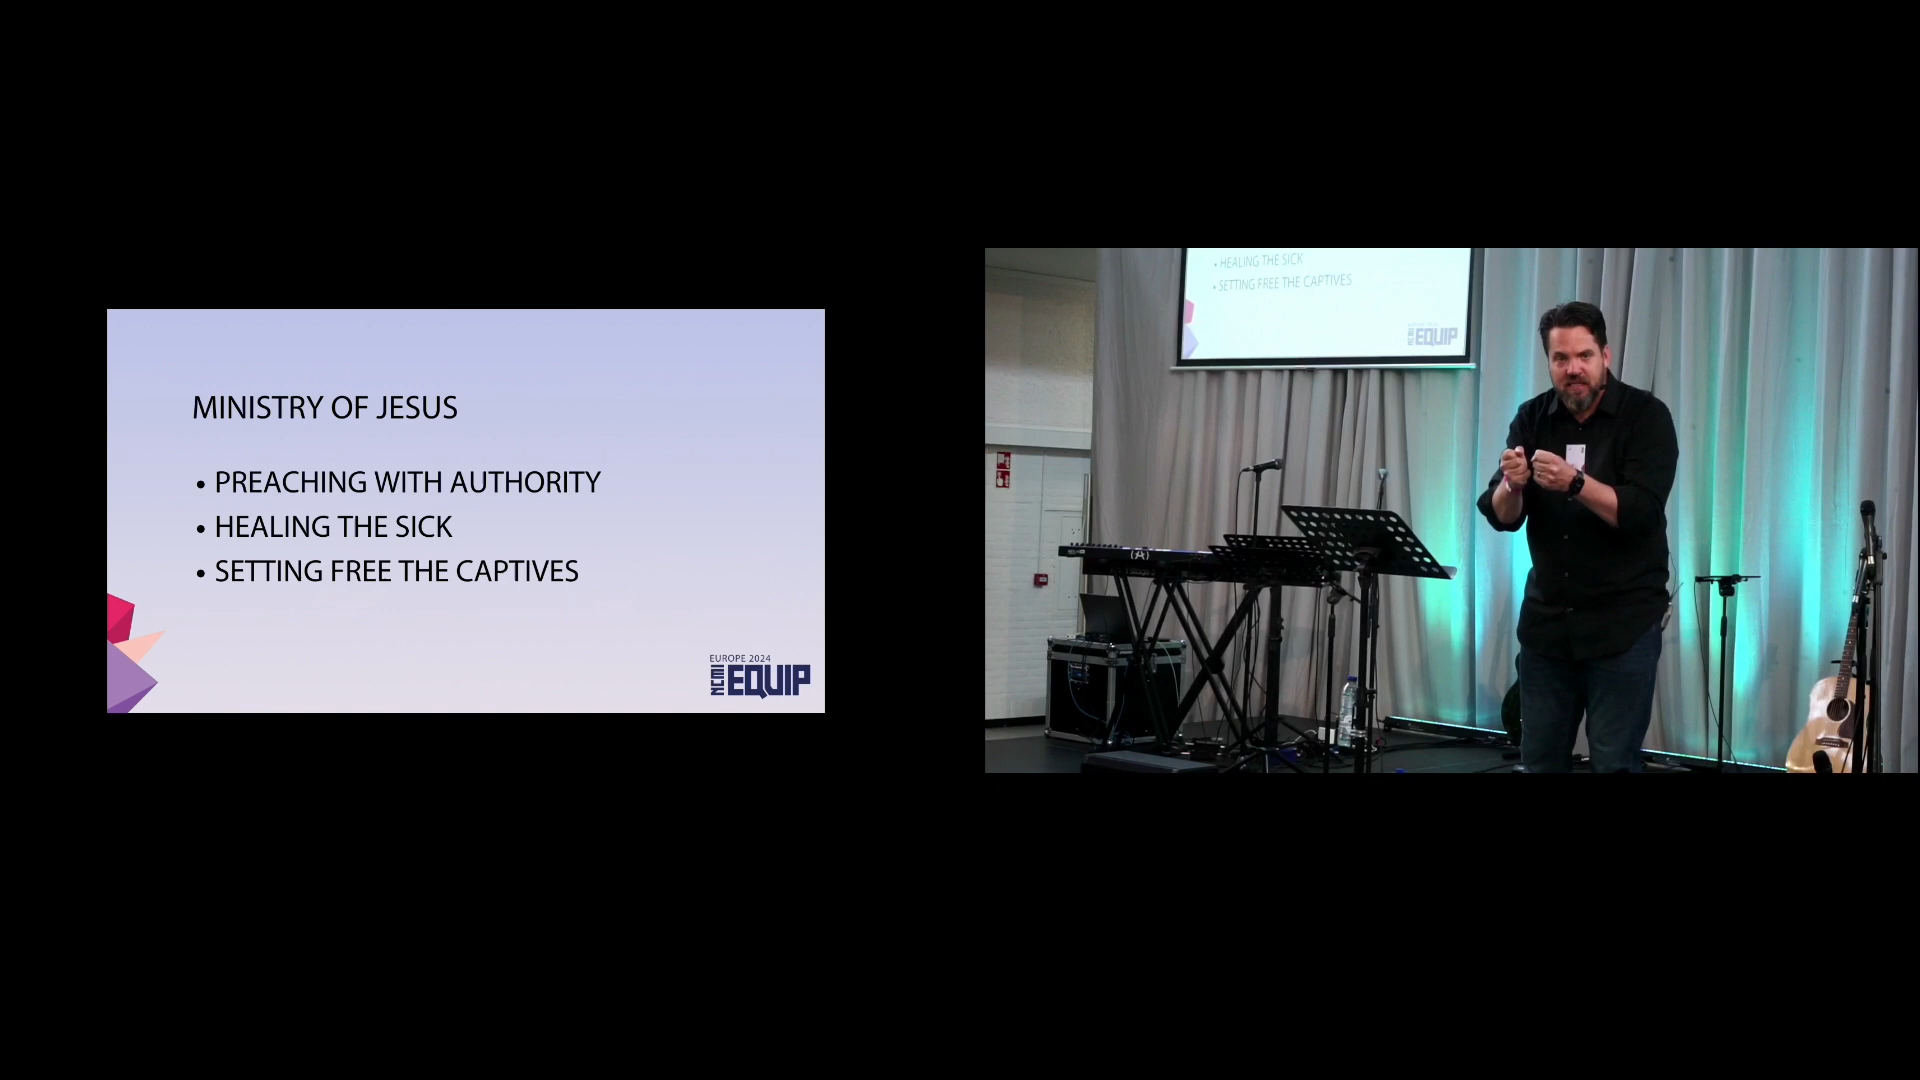 MINISTRY OF JESUS
• PREACHING WITH AUTHORITY
• HEALING THE SICK
• SETTING FREE THE CAPTIVES
EUROPE 2024
NCMI EQUIP
• HEALING THE SICK
• SETTING FREE THE CAPTIVES
NCMI EQUIP